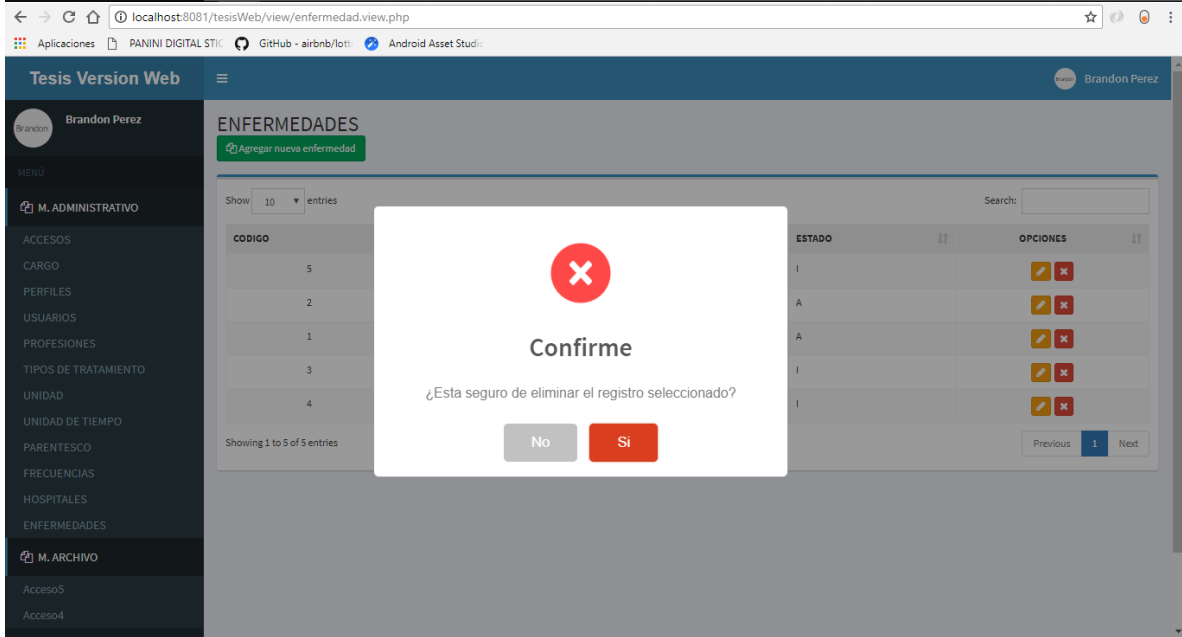 localhost:8081/tesisWeb/view/enfermedad.view.php
Aplicaciones PANINI DIGITAL STIC GitHub - airbnb/lott Android Asset Studio
Tesis Version Web
Brandon Perez
Brandon
Brandon Perez
MENÚ
M. ADMINISTRATIVO
ACCESOS
CARGO
PERFILES
USUARIOS
PROFESIONES
TIPOS DE TRATAMIENTO
UNIDAD
UNIDAD DE TIEMPO
PARENTESCO
FRECUENCIAS
HOSPITALES
ENFERMEDADES
M. ARCHIVO
Acceso5
Acceso4
ENFERMEDADES
Agregar nueva enfermedad
Show 10 entries Search:
CODIGO ESTADO OPCIONES
5 I
2 A
1 A
3 I
4 I
Showing 1 to 5 of 5 entries Previous 1 Next
Confirme
¿Esta seguro de eliminar el registro seleccionado?
No Si